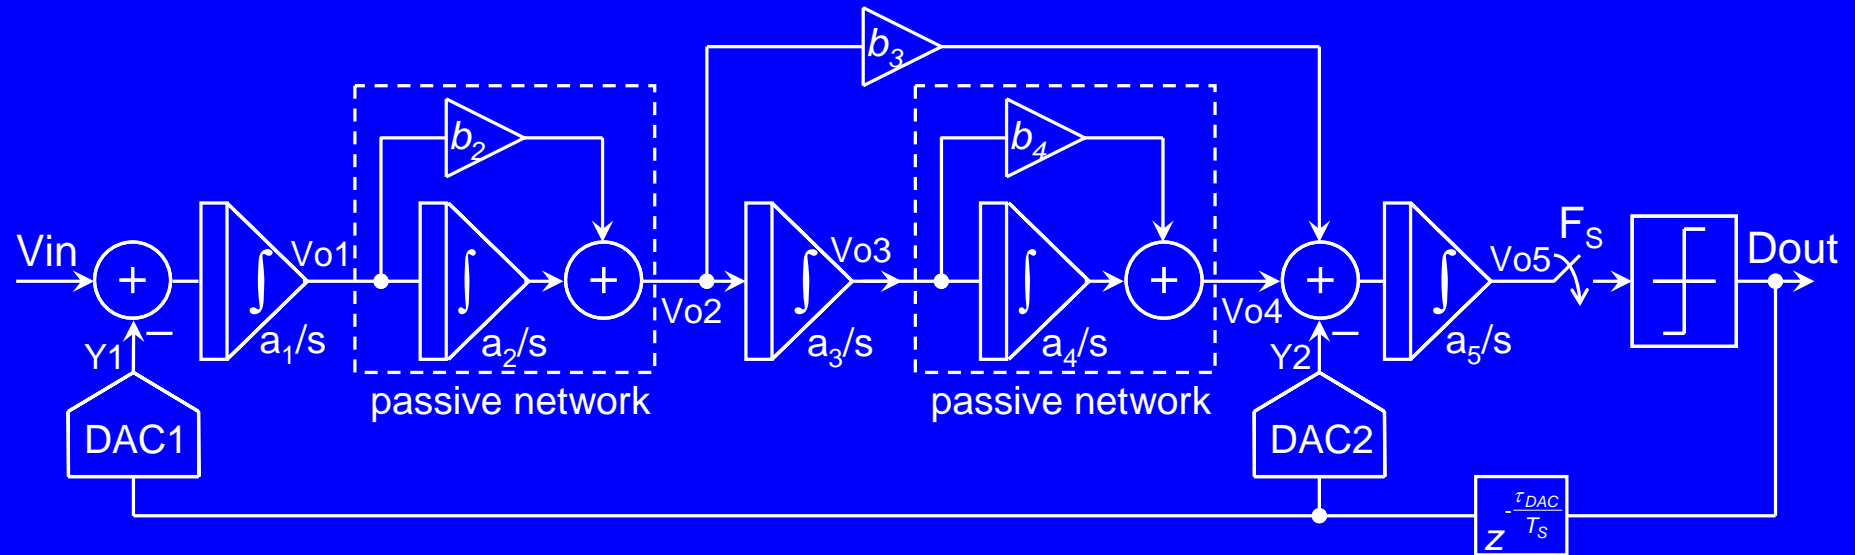 b3
b2
b4
Vin
+
∫
Vo1
∫
+
Vo2
∫
Vo3
∫
+
Vo4
+
∫
Vo5
FS
Dout
Y1
−
a1/s
a2/s
a3/s
a4/s
Y2
−
a5/s
passive network
passive network
DAC1
DAC2
z^-τDAC/TS